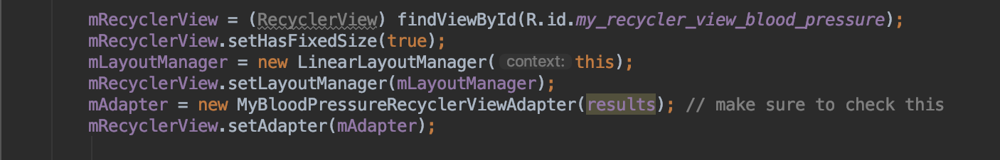 mRecyclerView = (RecyclerView) findViewById(R.id.my_recycler_view_blood_pressure);
mRecyclerView.setHasFixedSize(true);
mLayoutManager = new LinearLayoutManager( context: this);
mRecyclerView.setLayoutManager(mLayoutManager);
mAdapter = new MyBloodPressureRecyclerViewAdapter(results); // make sure to check this
mRecyclerView.setAdapter(mAdapter);